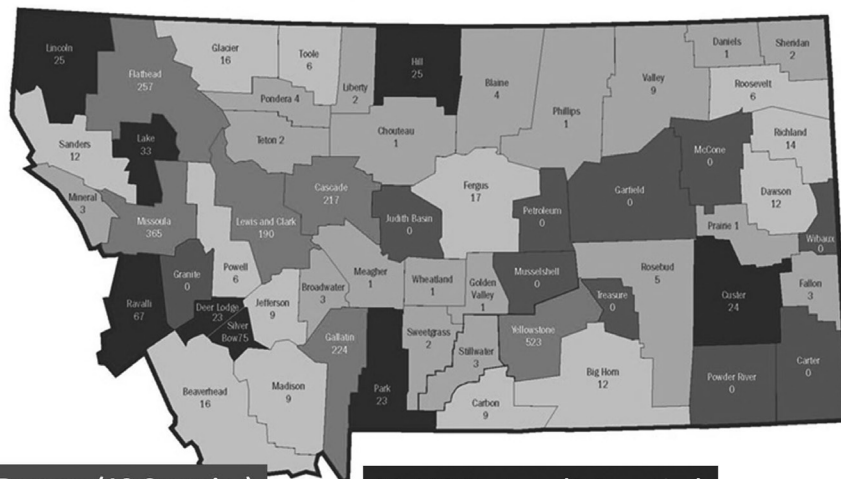 Lincoln
25
Flathead
257
Glacier
16
Toole
6
Liberty
2
Hill
25
Blaine
4
Phillips
1
Valley
9
Daniels
1
Sheridan
2
Roosevelt
6
Pondera 4
Teton 2
Chouteau
1
Sanders
12
Lake
33
Mineral
3
Missoula
365
Lewis and Clark
190
Cascade
217
Judith Basin
0
Fergus
17
Petroleum
0
Garfield
0
McCone
0
Richland
14
Dawson
12
Prairie 1
Wibaux
0
Powell
6
Granite
0
Ravalli
67
Deer Lodge
23
Silver
Bow75
Jefferson
9
Broadwater
3
Meagher
1
Wheatland
1
Golden
Valley
1
Musselshell
0
Treasure
0
Rosebud
5
Custer
24
Fallon
3
Gallatin
224
Park
23
Sweetgrass
2
Stillwater
3
Yellowstone
523
Big Horn
12
Powder River
0
Carter
0
Beaverhead
16
Madison
9
Carbon
9